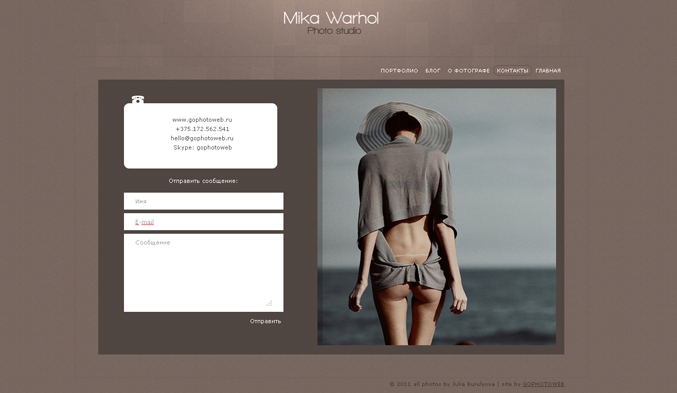 Mika Warhol
Photo studio
ПОРТФОЛИО БЛОГ О ФОТОГРАФЕ КОНТАКТЫ ГЛАВНАЯ
www.gophotoweb.ru
+375.172.562.541
hello@gophotoweb.ru
Skype: gophotoweb
Отправить сообщение:
Имя
E-mail
Сообщение
Отправить
© 2011 all photos by Julia Burulyova | site by GOPHOTOWEB